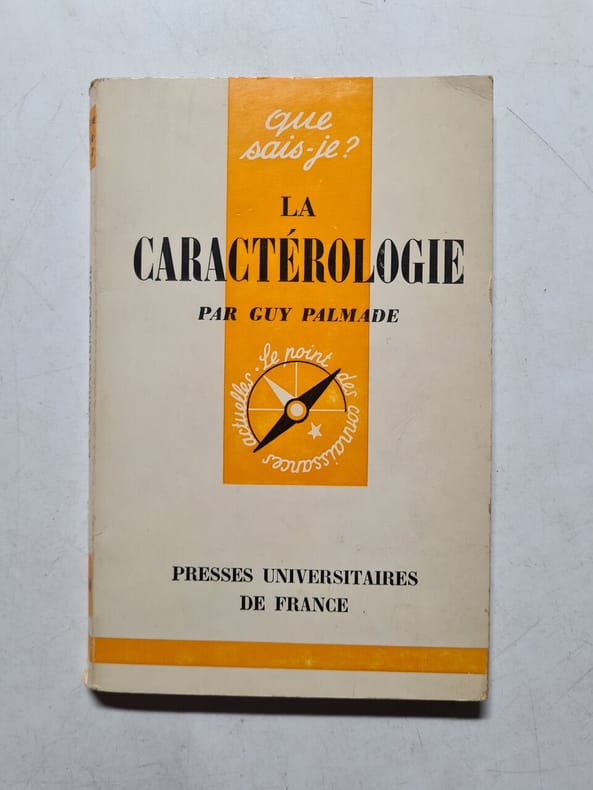 que
sais-je?
LA
CARACTÉROLOGIE
PAR GUY PALMADE
Le point des connaissances actuelles.
PRESSES UNIVERSITAIRES
DE FRANCE